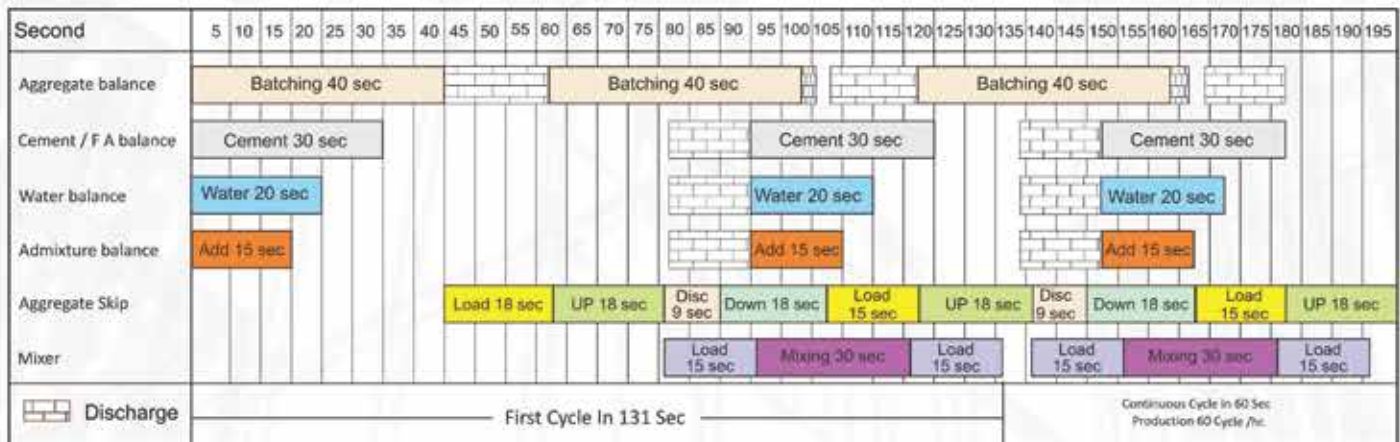 Second 5 10 15 20 25 30 35 40 45 50 55 60 65 70 75 80 85 90 95 100 105 110 115 120 125 130 135 140 145 150 155 160 165 170 175 180 185 190 195
Aggregate balance Batching 40 sec Batching 40 sec Batching 40 sec
Cement / F A balance Cement 30 sec Cement 30 sec Cement 30 sec
Water balance Water 20 sec Water 20 sec Water 20 sec
Admixture balance Add 15 sec Add 15 sec Add 15 sec
Aggregate Skip Load 18 sec UP 18 sec Disc 9 sec Down 18 sec Load 15 sec UP 18 sec Disc 9 sec Down 18 sec Load 15 sec UP 18 sec
Mixer Load 15 sec Mixing 30 sec Load 15 sec Load 15 sec Mixing 30 sec Load 15 sec
Discharge First Cycle In 131 Sec
Continuous Cycle In 60 Sec
Production 60 Cycle /hr.